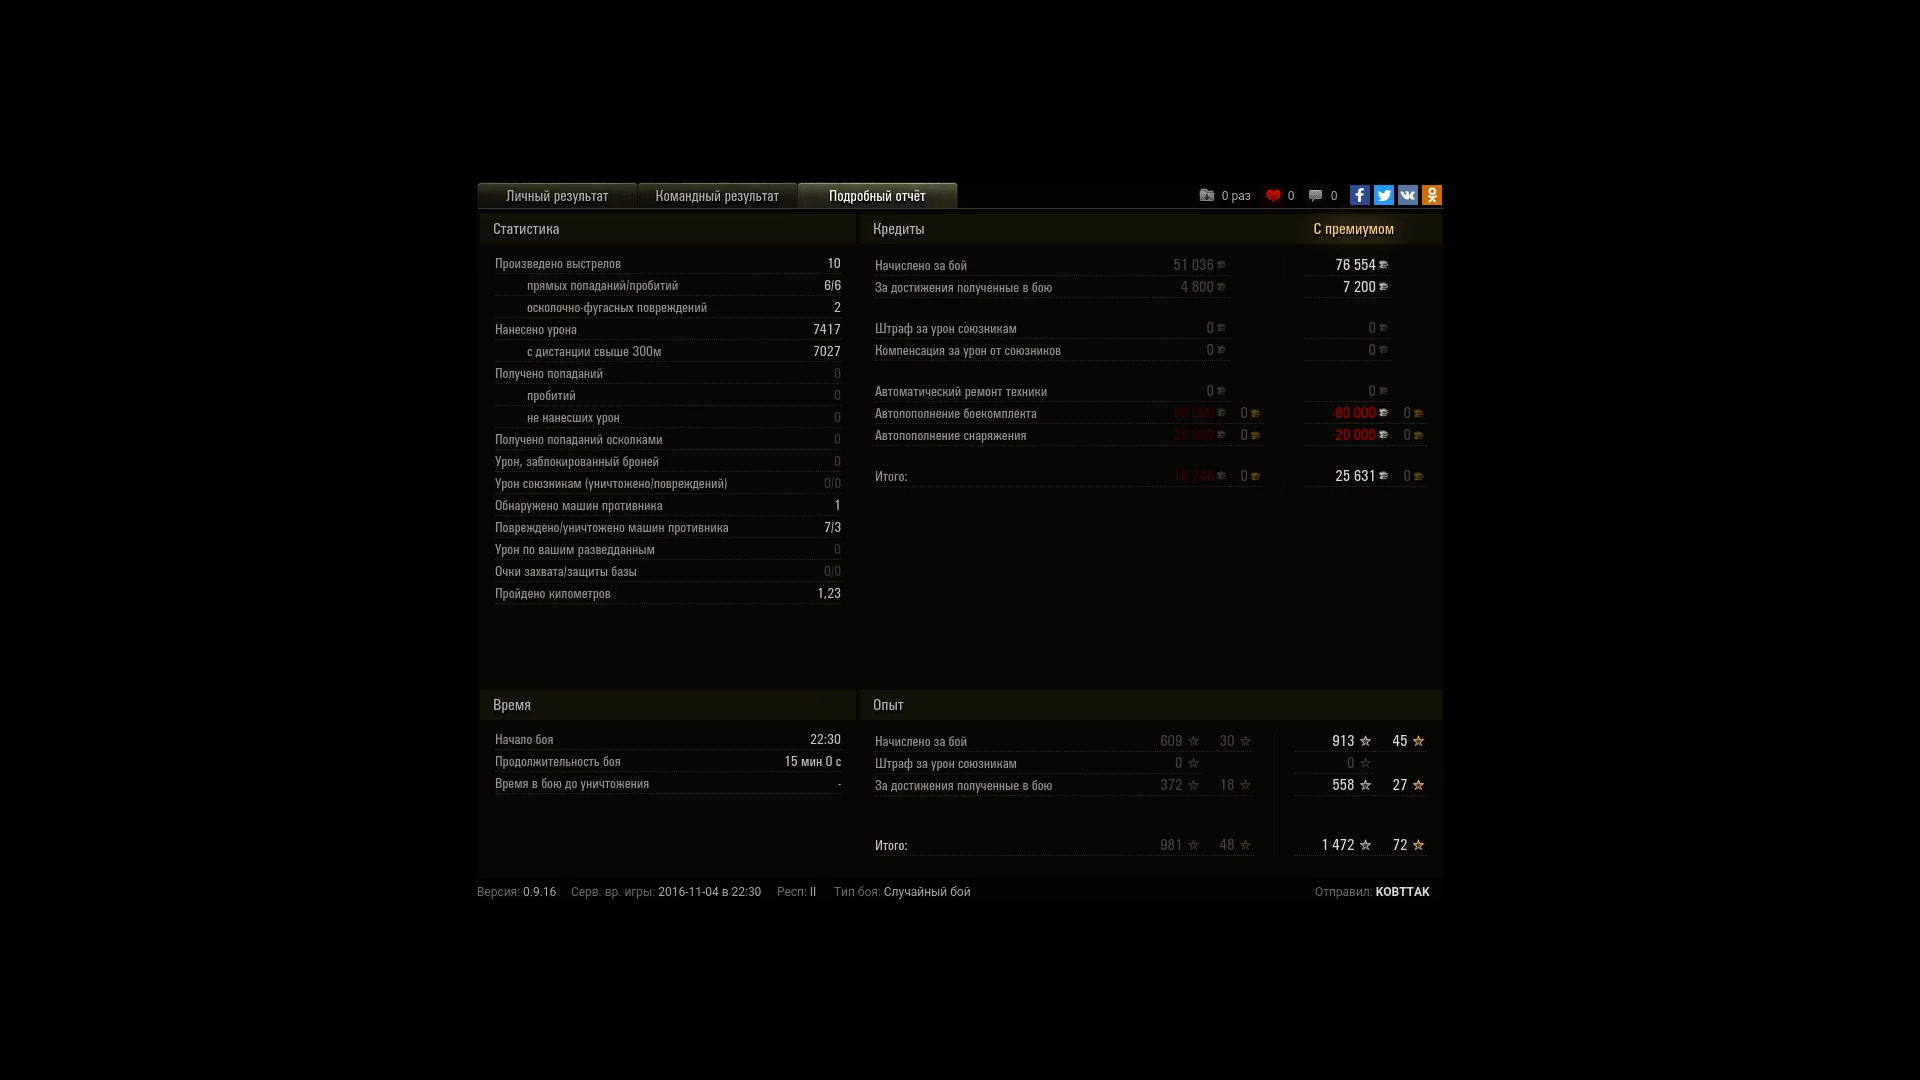 Личный результат Командный результат Подробный отчёт 0 раз 0 0
Статистика
Произведено выстрелов 10
прямых попаданий/пробитий 6/6
осколочно-фугасных повреждений 2
Нанесено урона 7417
с дистанции свыше 300м 7027
Получено попаданий 0
пробитий 0
не нанесших урон 0
Получено попаданий осколками 0
Урон, заблокированный броней 0
Урон союзникам (уничтожено/повреждений) 0/0
Обнаружено машин противника 1
Повреждено/уничтожено машин противника 7/3
Урон по вашим разведданным 0
Очки захвата/защиты базы 0/0
Пройдено километров 1,23
Кредиты С премиумом
Начислено за бой 51 036 76 554
За достижения полученные в бою 4 800 7 200
Штраф за урон союзникам 0 0
Компенсация за урон от союзников 0 0
Автоматический ремонт техники 0 0
Автопополнение боекомплекта 0 0
Автопополнение снаряжения 0 -20 000 0
Итого: 0 25 631 0
Время
Начало боя 22:30
Продолжительность боя 15 мин 0 с
Время в бою до уничтожения -
Опыт
Начислено за бой 609 30 913 45
Штраф за урон союзникам 0 0
За достижения полученные в бою 372 18 558 27
Итого: 981 48 1 472 72
Версия: 0.9.16 Серв. вр. игры: 2016-11-04 в 22:30 Респ: II Тип боя: Случайный бой Отправил: KOBTTAK